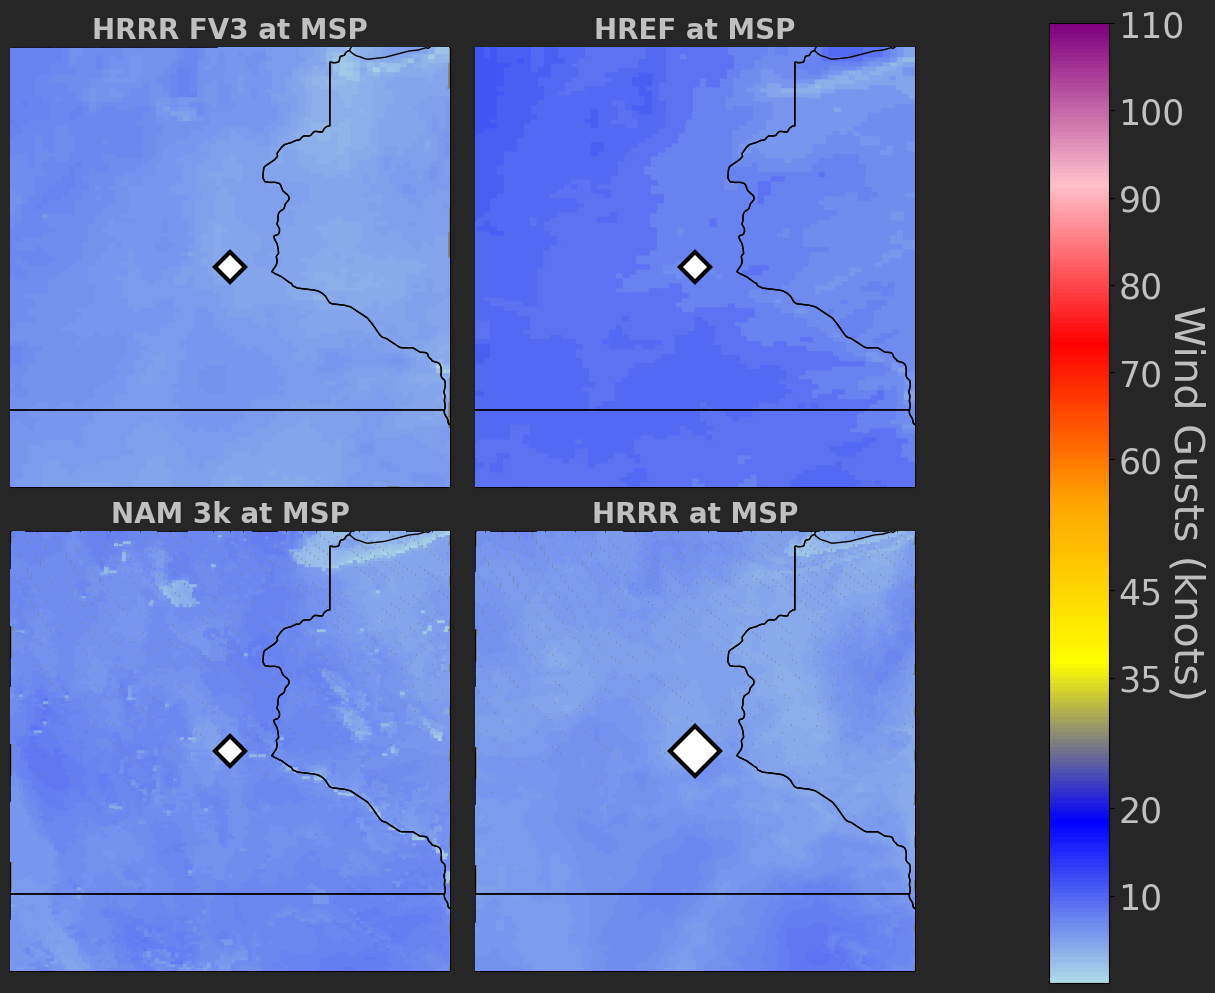 HRRR FV3 at MSP
HREF at MSP
NAM 3k at MSP
HRRR at MSP
110
100
90
80
70
60
45
35
20
10
Wind Gusts (knots)